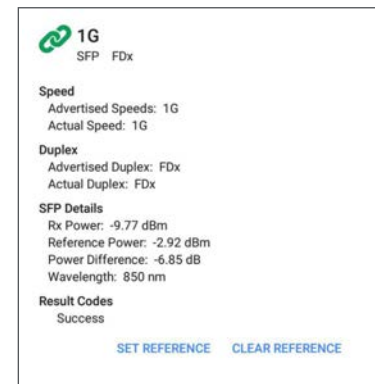 1G
SFP FDx
Speed
Advertised Speeds: 1G
Actual Speed: 1G
Duplex
Advertised Duplex: FDx
Actual Duplex: FDx
SFP Details
Rx Power: -9.77 dBm
Reference Power: -2.92 dBm
Power Difference: -6.85 dB
Wavelength: 850 nm
Result Codes
Success
SET REFERENCE CLEAR REFERENCE